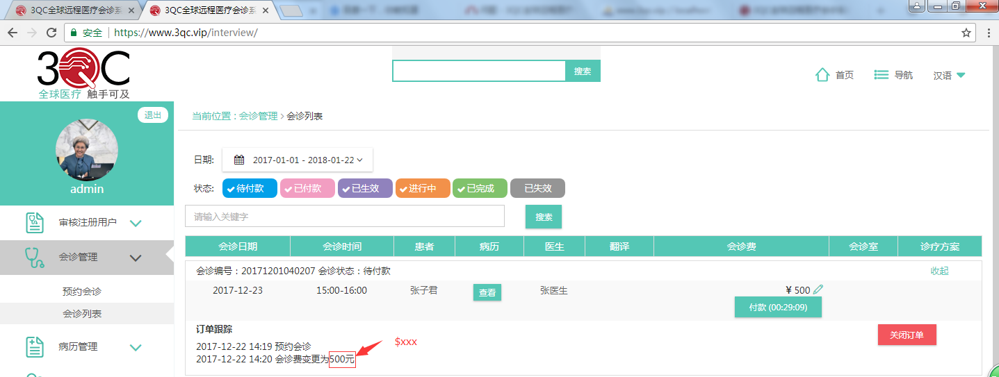 3QC全球远程医疗会诊系
3QC全球远程医疗会诊系
安全 https://www.3qc.vip/interview/
3QC
全球医疗 触手可及
搜索
首页 导航 汉语
退出
admin
当前位置：会诊管理 > 会诊列表
日期: 2017-01-01 - 2018-01-22
状态: 待付款 已付款 已生效 进行中 已完成 已失效
请输入关键字 搜索
审核注册用户
会诊管理
预约会诊
会诊列表
病历管理
会诊日期 会诊时间 患者 病历 医生 翻译 会诊费 会诊室 诊疗方案
会诊编号：20171201040207 会诊状态：待付款 收起
2017-12-23 15:00-16:00 张子君 查看 张医生 ¥ 500
付款 (00:29:09)
订单跟踪
关闭订单
2017-12-22 14:19 预约会诊
$xxx
2017-12-22 14:20 会诊费变更为500元